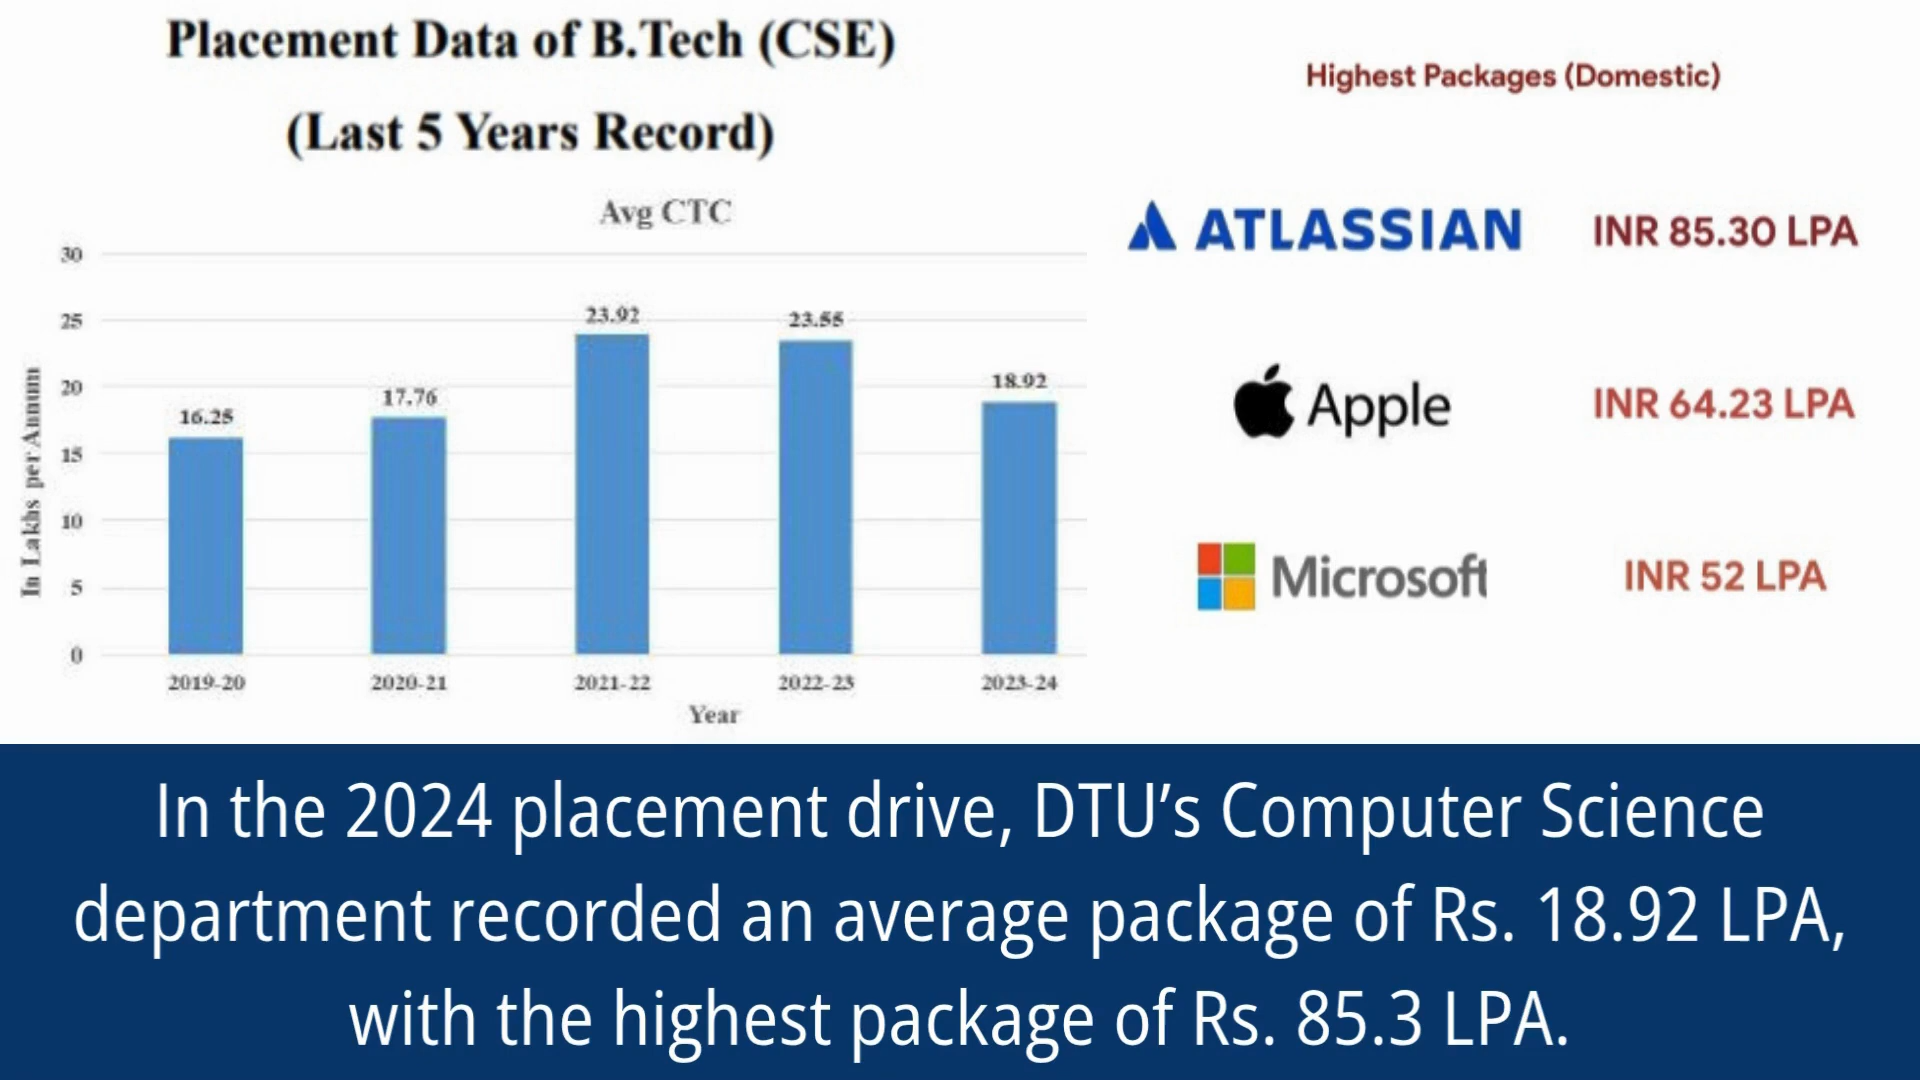 Placement Data of B.Tech (CSE)
(Last 5 Years Record)
Avg CTC
In Lakhs per Annum
30
25
20
15
10
5
0
16.25
17.76
23.92
23.55
18.92
2019-20
2020-21
2021-22
2022-23
2023-24
Year
Highest Packages (Domestic)
ATLASSIAN INR 85.30 LPA
Apple INR 64.23 LPA
Microsoft INR 52 LPA
In the 2024 placement drive, DTU’s Computer Science
department recorded an average package of Rs. 18.92 LPA,
with the highest package of Rs. 85.3 LPA.